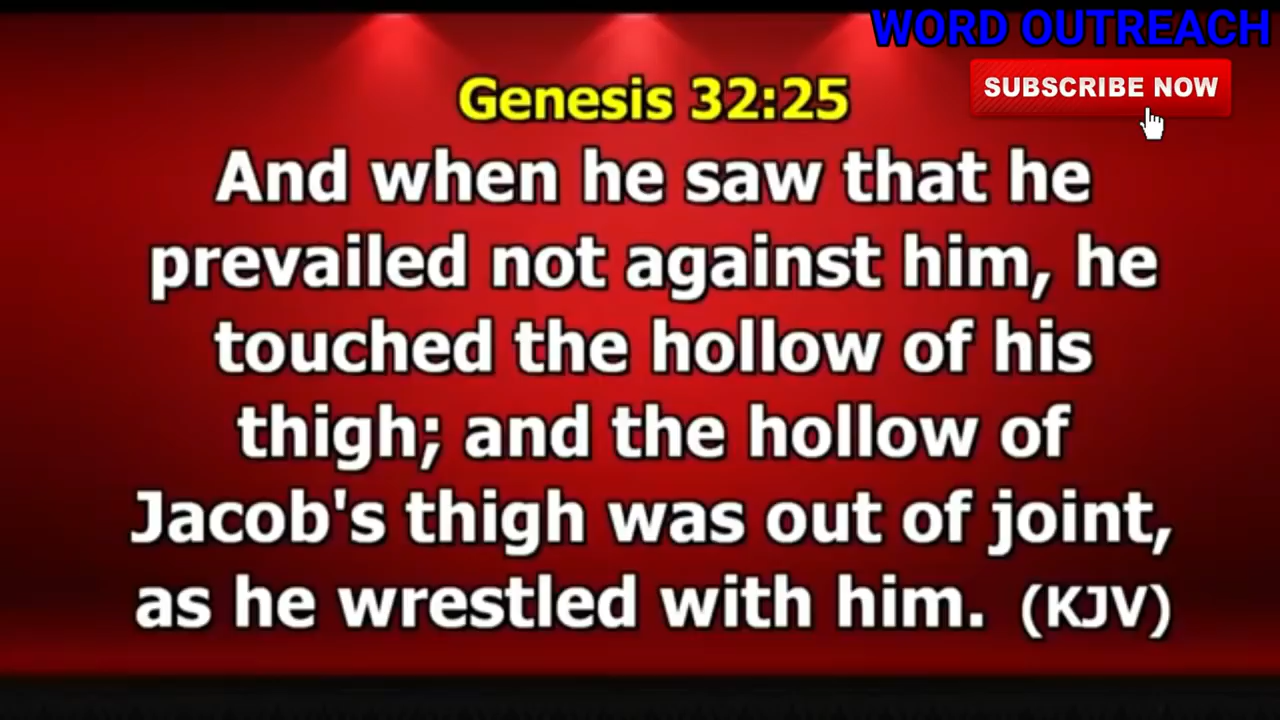 WORD OUTREACH
SUBSCRIBE NOW
Genesis 32:25
And when he saw that he
prevailed not against him, he
touched the hollow of his
thigh; and the hollow of
Jacob's thigh was out of joint,
as he wrestled with him. (KJV)